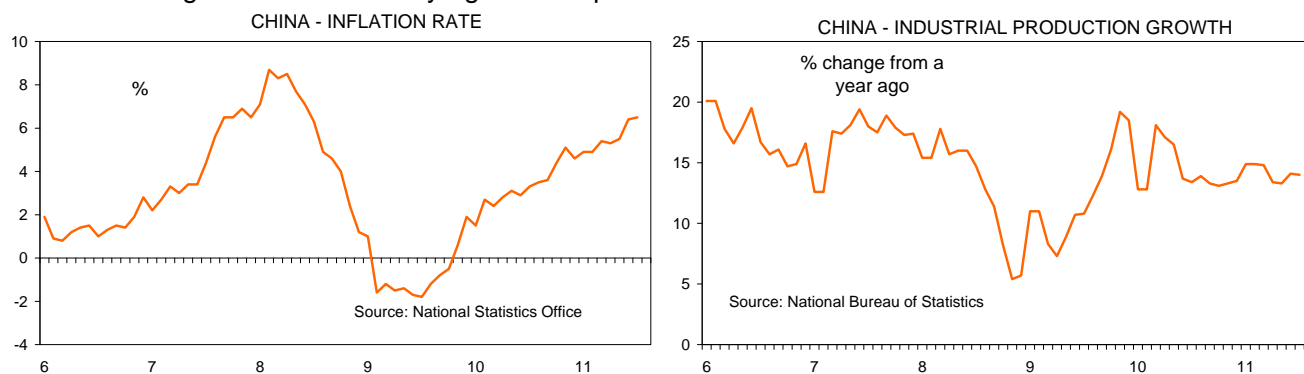 CHINA - INFLATION RATE
10
8
6
4
2
0
-2
-4
%
Source: National Statistics Office
6 7 8 9 10 11
CHINA - INDUSTRIAL PRODUCTION GROWTH
25
20
15
10
5
0
% change from a
year ago
Source: National Bureau of Statistics
6 7 8 9 10 11